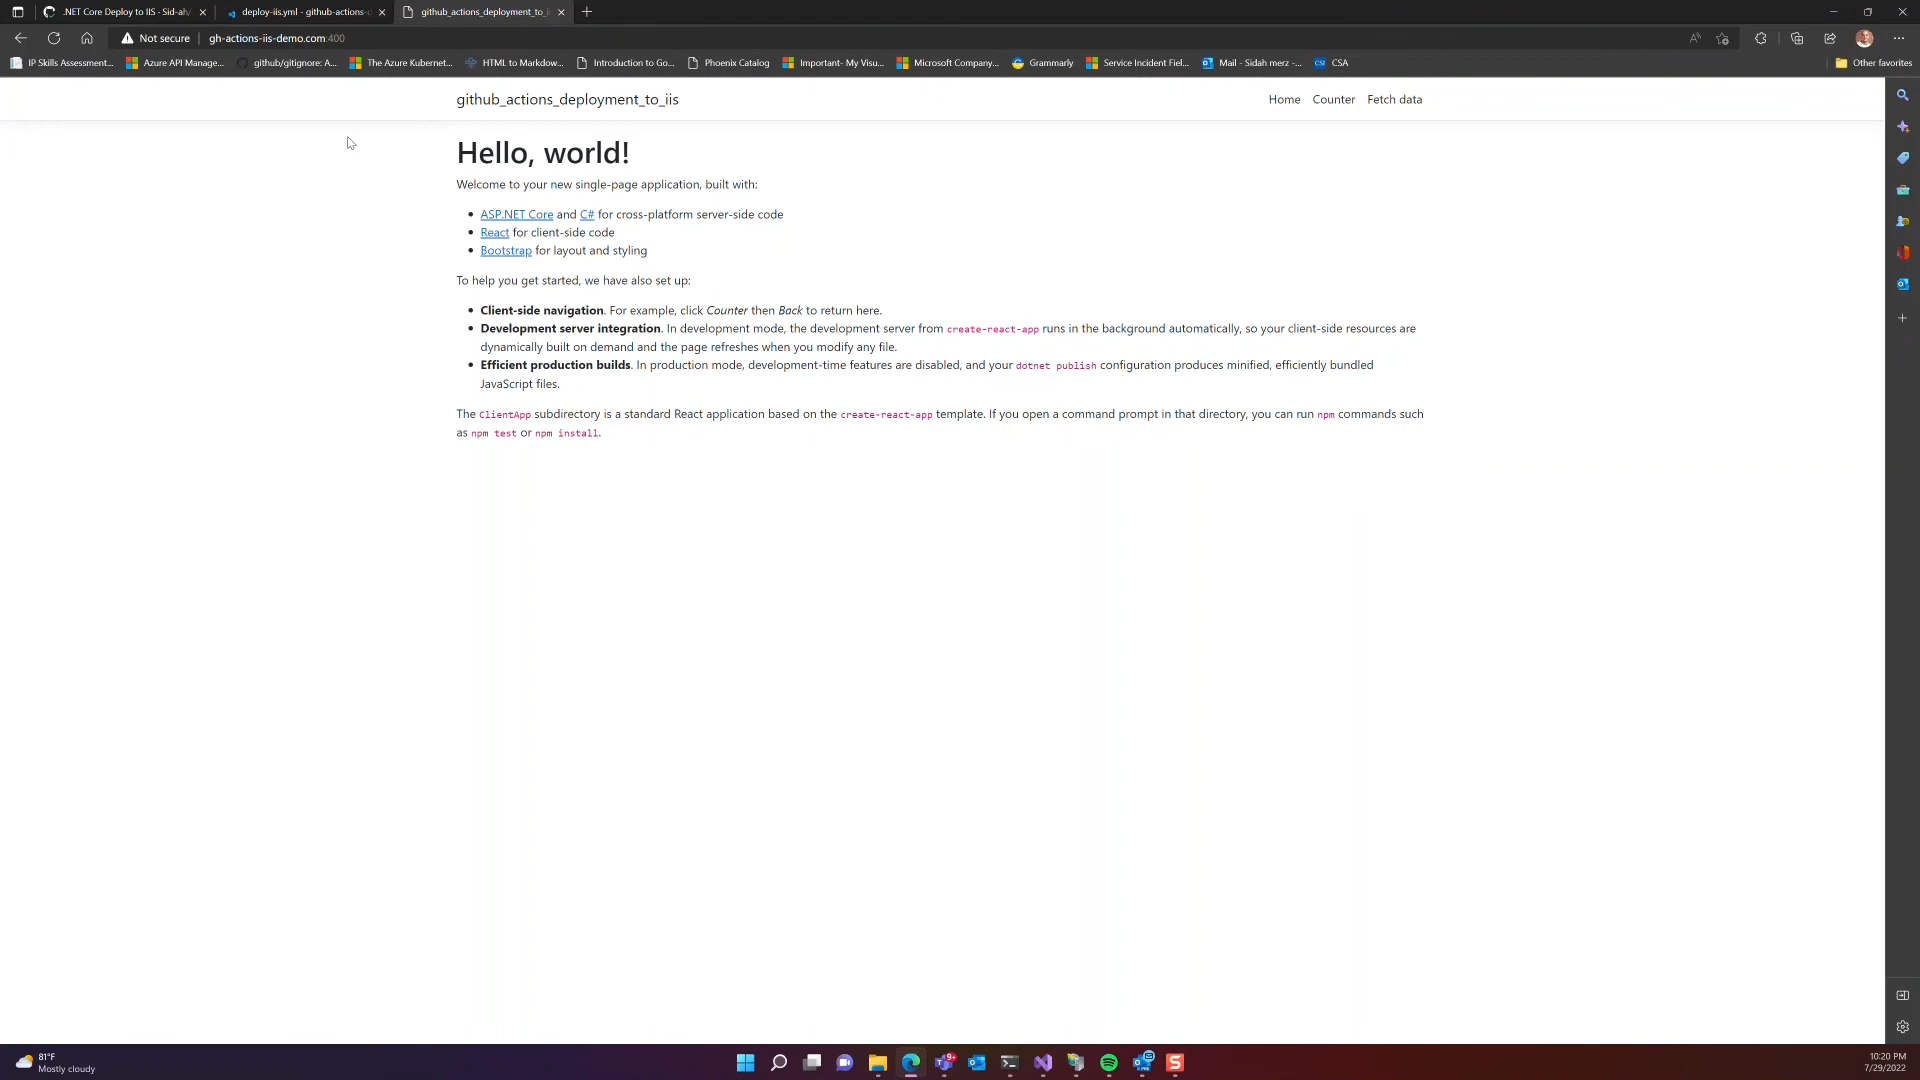 .NET Core Deploy to IIS · Sid-ah/
deploy-iis.yml - github-actions-
github_actions_deployment_to_i
Not secure
gh-actions-iis-demo.com:400
IP Skills Assessment...
Azure API Manage...
github/gitignore: A...
The Azure Kubernet...
HTML to Markdow...
Introduction to Go...
Phoenix Catalog
Important- My Visu...
Microsoft Company...
Grammarly
Service Incident Fiel...
Mail - Sidah merz -...
CSI
CSA
Other favorites
github_actions_deployment_to_iis
Home Counter Fetch data
Hello, world!
Welcome to your new single-page application, built with:
• ASP.NET Core and C# for cross-platform server-side code
• React for client-side code
• Bootstrap for layout and styling
To help you get started, we have also set up:
• Client-side navigation. For example, click Counter then Back to return here.
• Development server integration. In development mode, the development server from create-react-app runs in the background automatically, so your client-side resources are
dynamically built on demand and the page refreshes when you modify any file.
• Efficient production builds. In production mode, development-time features are disabled, and your dotnet publish configuration produces minified, efficiently bundled
JavaScript files.
The ClientApp subdirectory is a standard React application based on the create-react-app template. If you open a command prompt in that directory, you can run npm commands such
as npm test or npm install.
81°F
Mostly cloudy
9+
10:20 PM
7/29/2022